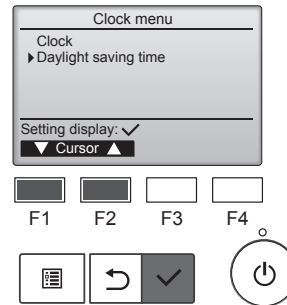 Clock menu
Clock
Daylight saving time
Setting display:✓
▼ Cursor ▲
F1 F2 F3 F4